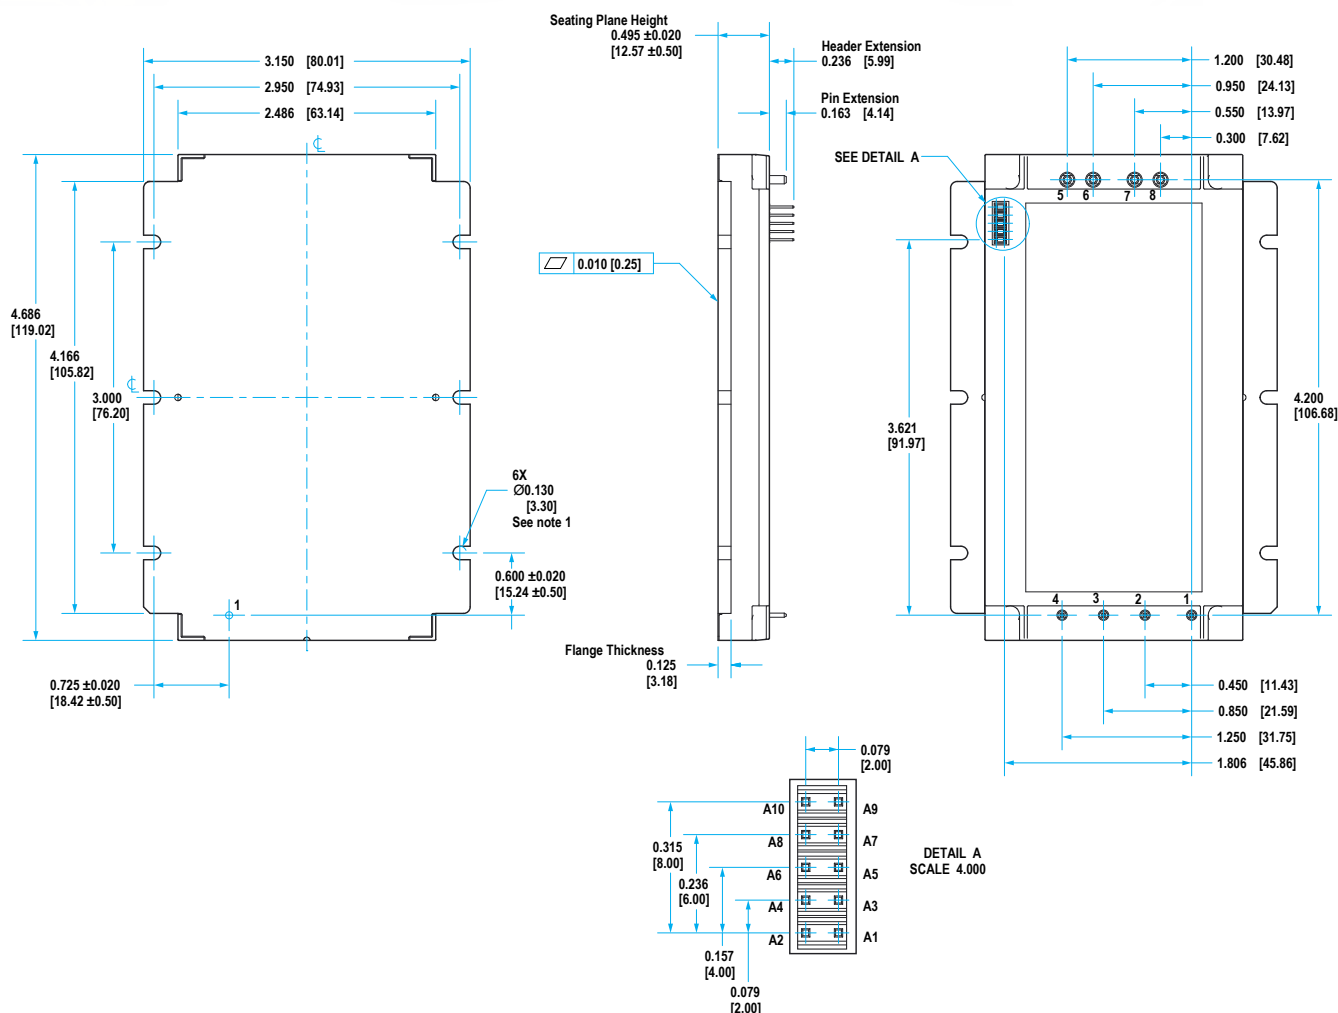 Seating Plane Height
0.495 ±0.020
[12.57 ±0.50]
Header Extension
0.236 [5.99]
Pin Extension
0.163 [4.14]
3.150 [80.01]
2.950 [74.93]
2.486 [63.14]
℄
1.200 [30.48]
0.950 [24.13]
0.550 [13.97]
0.300 [7.62]
SEE DETAIL A
5 6 7 8
0.010 [0.25]
4.686
[119.02]
4.166
[105.82]
℄
3.000
[76.20]
4.200
[106.68]
3.621
[91.97]
6X
Ø0.130
[3.30]
See note 1
0.600 ±0.020
[15.24 ±0.50]
1
4 3 2 1
Flange Thickness
0.125
[3.18]
0.725 ±0.020
[18.42 ±0.50]
0.450 [11.43]
0.850 [21.59]
1.250 [31.75]
1.806 [45.86]
0.079
[2.00]
A10 A9
A8 A7
A6 A5
A4 A3
A2 A1
0.315
[8.00]
0.236
[6.00]
0.157
[4.00]
0.079
[2.00]
DETAIL A
SCALE 4.000